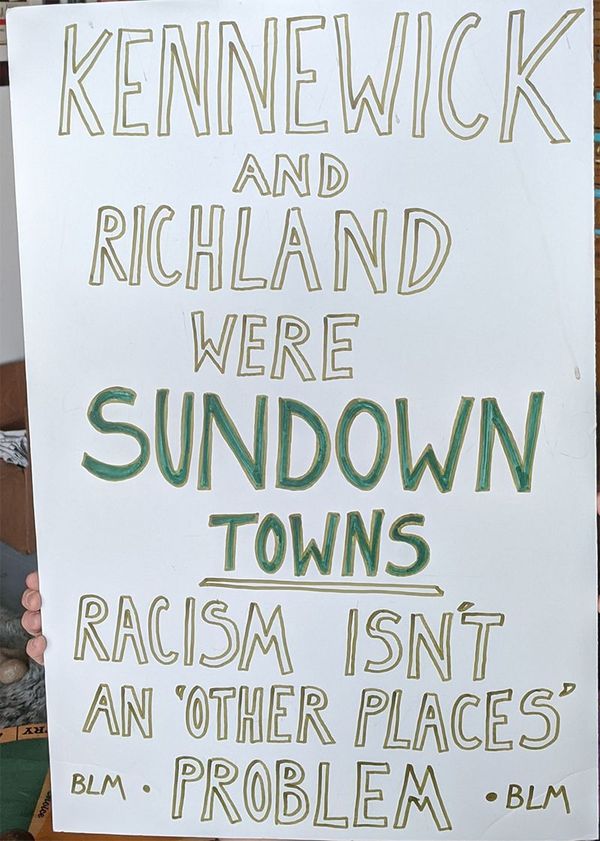 KENNEWICK
AND
RICHLAND
WERE
SUNDOWN
TOWNS
RACISM ISN'T
AN 'OTHER PLACES'
BLM • PROBLEM • BLM